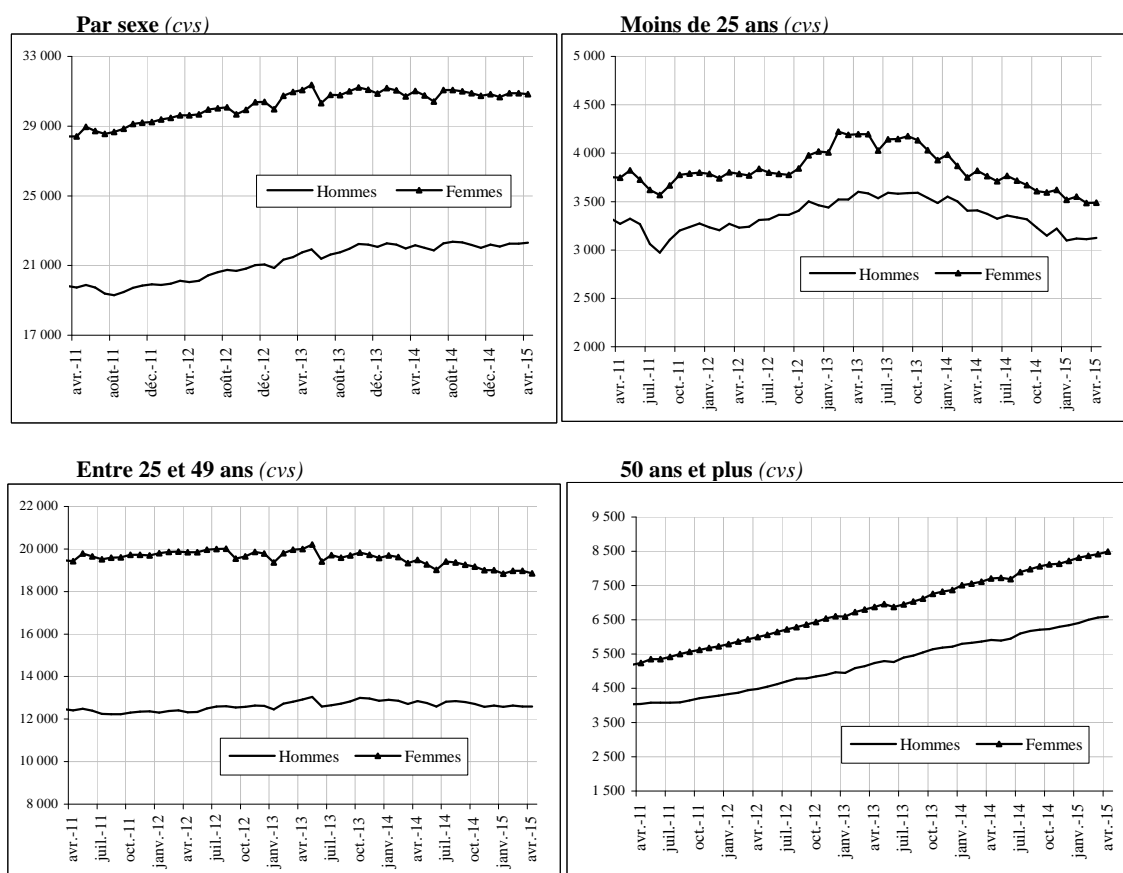 Par sexe (cvs)
33 000
29 000
25 000
21 000
17 000
Hommes Femmes
avr.-11
août-11
déc.-11
avr.-12
août-12
déc.-12
avr.-13
août-13
déc.-13
avr.-14
août-14
déc.-14
avr.-15
Moins de 25 ans (cvs)
5 000
4 500
4 000
3 500
3 000
2 500
2 000
Hommes Femmes
avr.-11
juil.-11
oct.-11
janv.-12
avr.-12
juil.-12
oct.-12
janv.-13
avr.-13
juil.-13
oct.-13
janv.-14
avr.-14
juil.-14
oct.-14
janv.-15
avr.-15
Entre 25 et 49 ans (cvs)
22 000
20 000
18 000
16 000
14 000
12 000
10 000
8 000
Hommes Femmes
avr.-11
juil.-11
oct.-11
janv.-12
avr.-12
juil.-12
oct.-12
janv.-13
avr.-13
juil.-13
oct.-13
janv.-14
avr.-14
juil.-14
oct.-14
janv.-15
avr.-15
50 ans et plus (cvs)
9 500
8 500
7 500
6 500
5 500
4 500
3 500
2 500
1 500
Hommes Femmes
avr.-11
juil.-11
oct.-11
janv.-12
avr.-12
juil.-12
oct.-12
janv.-13
avr.-13
juil.-13
oct.-13
janv.-14
avr.-14
juil.-14
oct.-14
janv.-15
avr.-15